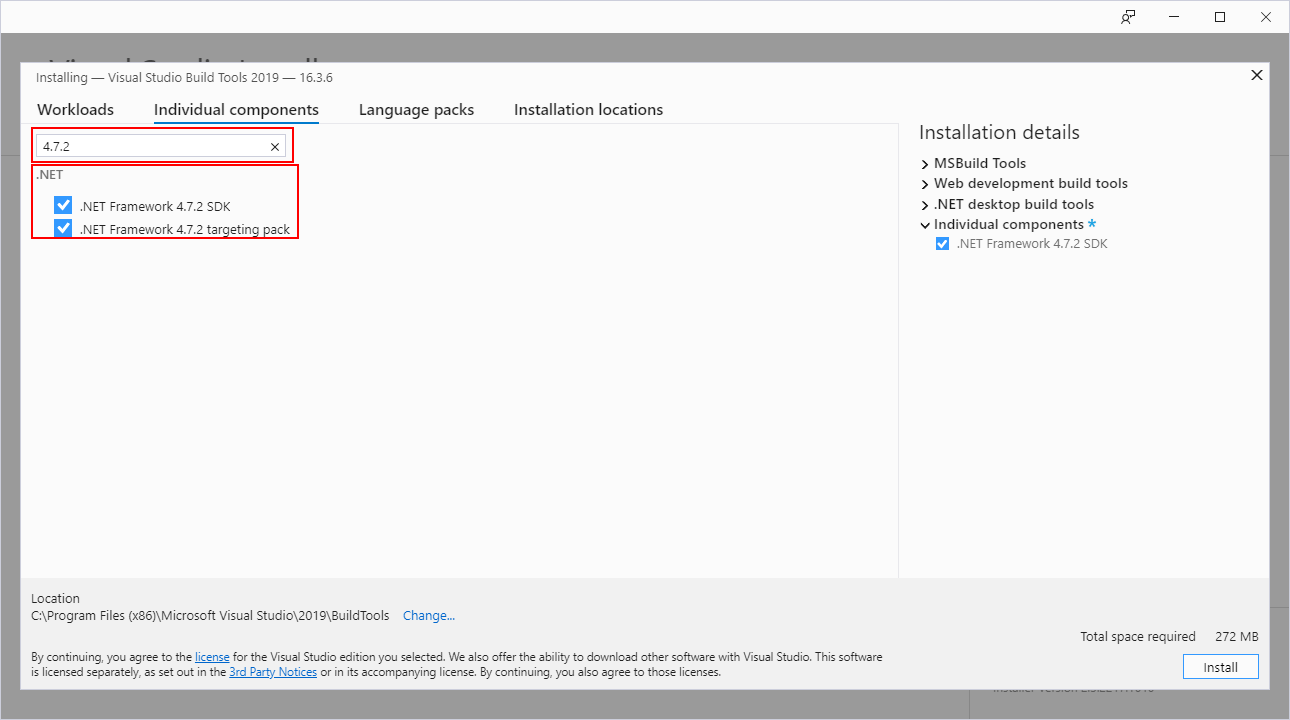 Installing — Visual Studio Build Tools 2019 — 16.3.6
Workloads Individual components Language packs Installation locations
4.7.2
.NET
.NET Framework 4.7.2 SDK
.NET Framework 4.7.2 targeting pack
Installation details
MSBuild Tools
Web development build tools
.NET desktop build tools
Individual components *
.NET Framework 4.7.2 SDK
Location
C:\Program Files (x86)\Microsoft Visual Studio\2019\BuildTools Change...
Total space required 272 MB
By continuing, you agree to the license for the Visual Studio edition you selected. We also offer the ability to download other software with Visual Studio. This software
is licensed separately, as set out in the 3rd Party Notices or in its accompanying license. By continuing, you also agree to those licenses.
Install